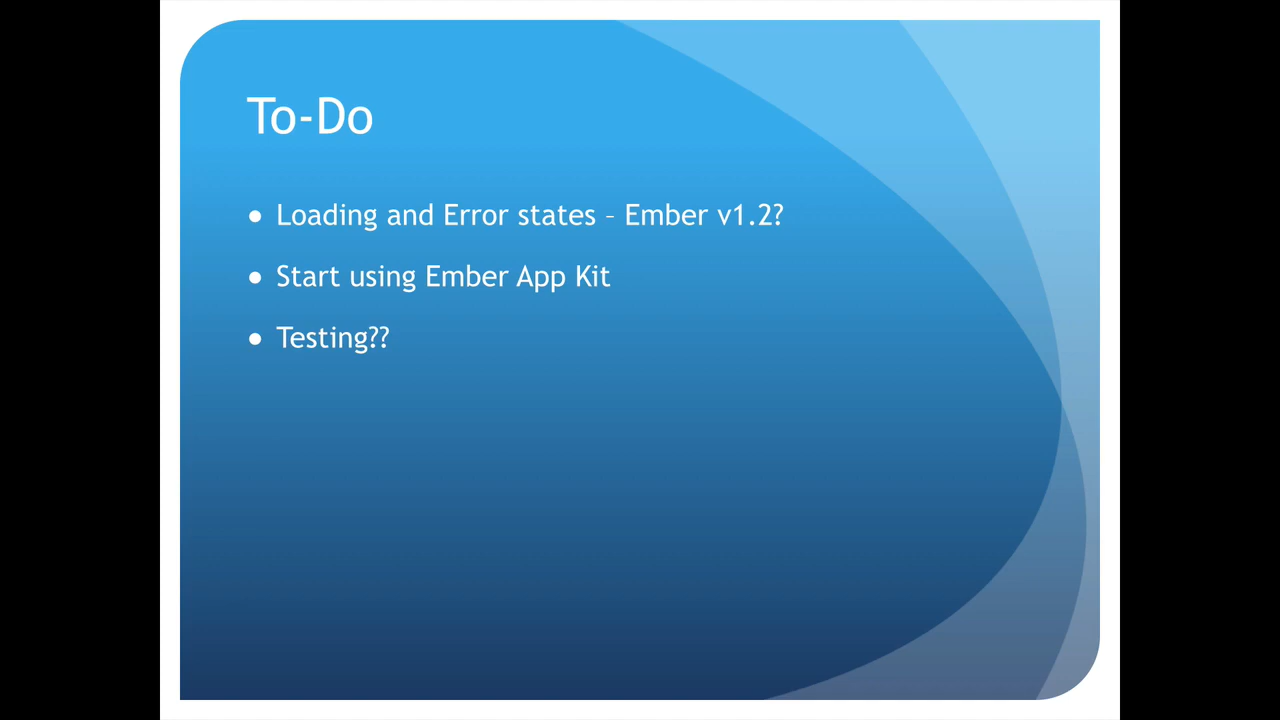 To-Do
● Loading and Error states – Ember v1.2?
● Start using Ember App Kit
● Testing??